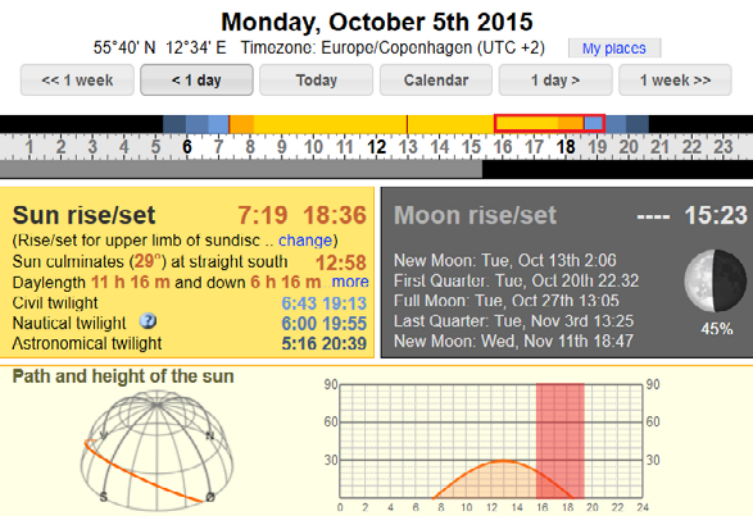 Monday, October 5th 2015
55°40' N 12°34' E Timezone: Europe/Copenhagen (UTC +2) My places
<< 1 week < 1 day Today Calendar 1 day > 1 week >>
1 2 3 4 5 6 7 8 9 10 11 12 13 14 15 16 17 18 19 20 21 22 23
Sun rise/set 7:19 18:36
(Rise/set for upper limb of sundisc .. change)
Sun culminates (29°) at straight south 12:58
Daylength 11 h 16 m and down 6 h 16 m ..more
Civil twilight 6:43 19:13
Nautical twilight ? 6:00 19:55
Astronomical twilight 5:16 20:39
Moon rise/set ---- 15:23
New Moon: Tue, Oct 13th 2:06
First Quarter: Tue, Oct 20th 22.32
Full Moon: Tue, Oct 27th 13:05
Last Quarter: Tue, Nov 3rd 13:25
New Moon: Wed, Nov 11th 18:47
45%
Path and height of the sun
V N
S Ø
90 90
60 60
30 30
0 2 4 6 8 10 12 14 16 18 20 22 24